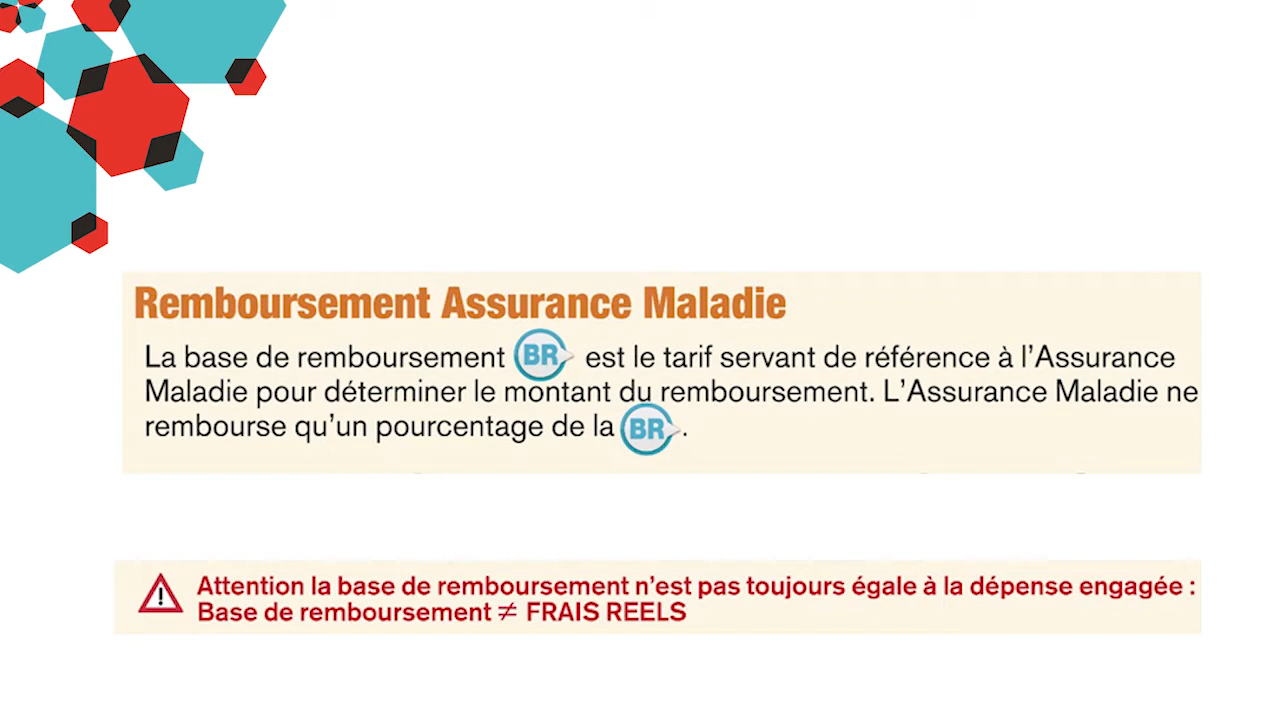 Remboursement Assurance Maladie
La base de remboursement BR est le tarif servant de référence à l'Assurance
Maladie pour déterminer le montant du remboursement. L'Assurance Maladie ne
rembourse qu'un pourcentage de la BR.
! Attention la base de remboursement n'est pas toujours égale à la dépense engagée :
Base de remboursement ≠ FRAIS REELS